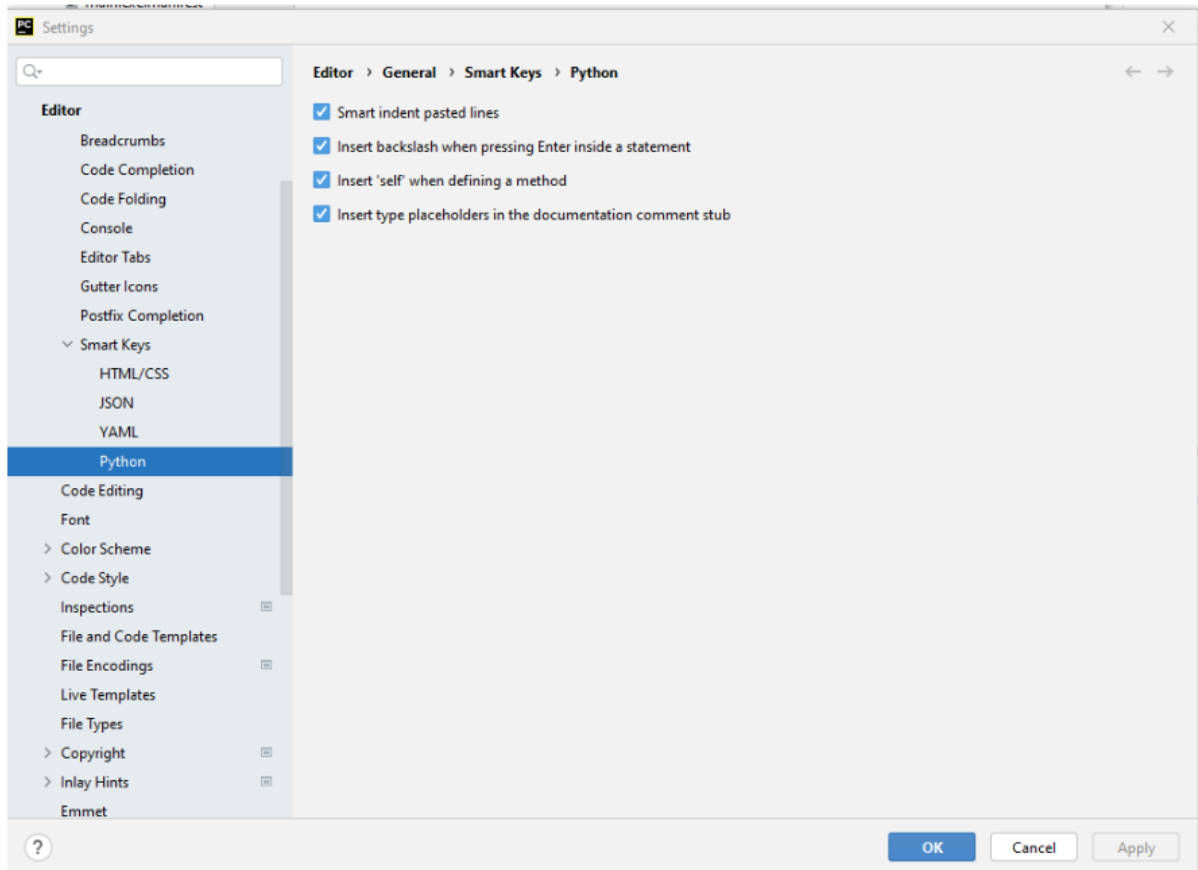 PC
Settings
Editor
Breadcrumbs
Code Completion
Code Folding
Console
Editor Tabs
Gutter Icons
Postfix Completion
Smart Keys
HTML/CSS
JSON
YAML
Python
Code Editing
Font
Color Scheme
Code Style
Inspections
File and Code Templates
File Encodings
Live Templates
File Types
Copyright
Inlay Hints
Emmet
Editor › General › Smart Keys › Python
Smart indent pasted lines
Insert backslash when pressing Enter inside a statement
Insert 'self' when defining a method
Insert type placeholders in the documentation comment stub
?
OK
Cancel
Apply